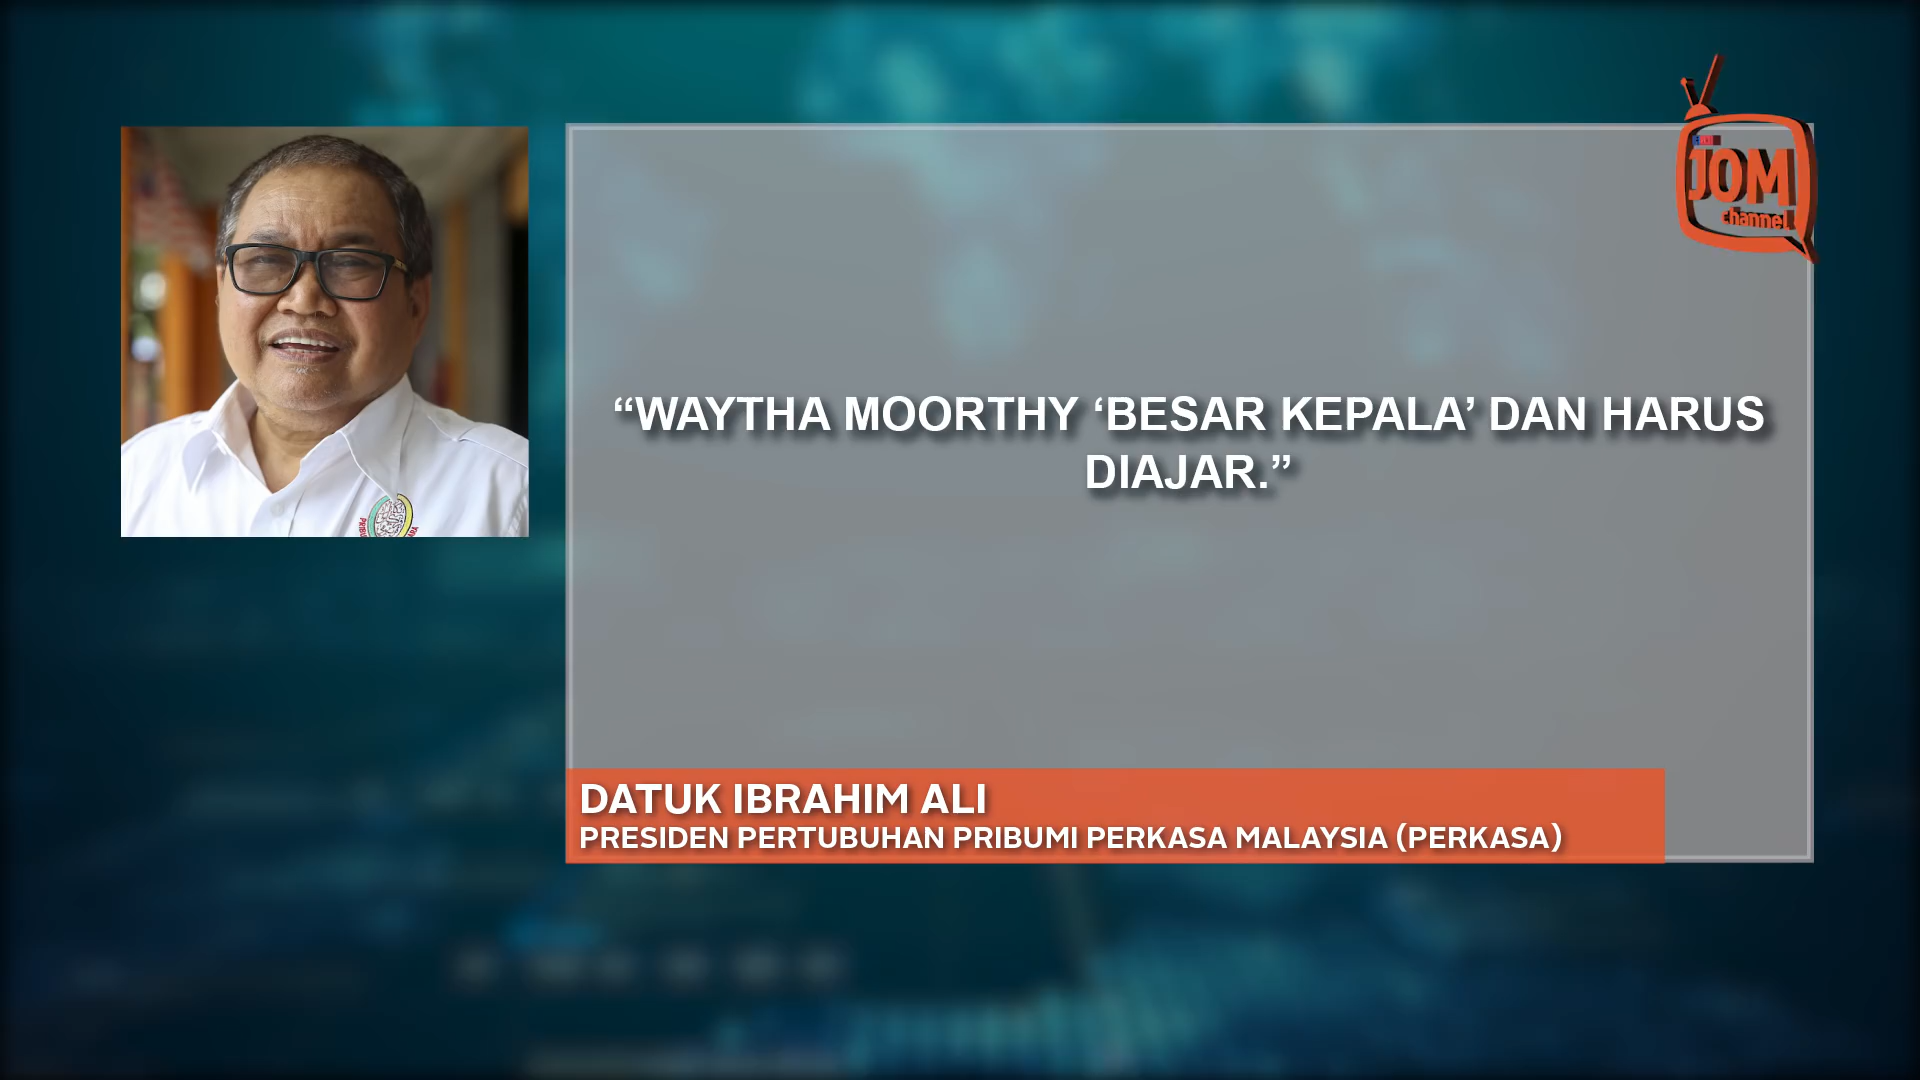 JOM
channel
“WAYTHA MOORTHY ‘BESAR KEPALA’ DAN HARUS
DIAJAR.”
DATUK IBRAHIM ALI
PRESIDEN PERTUBUHAN PRIBUMI PERKASA MALAYSIA (PERKASA)